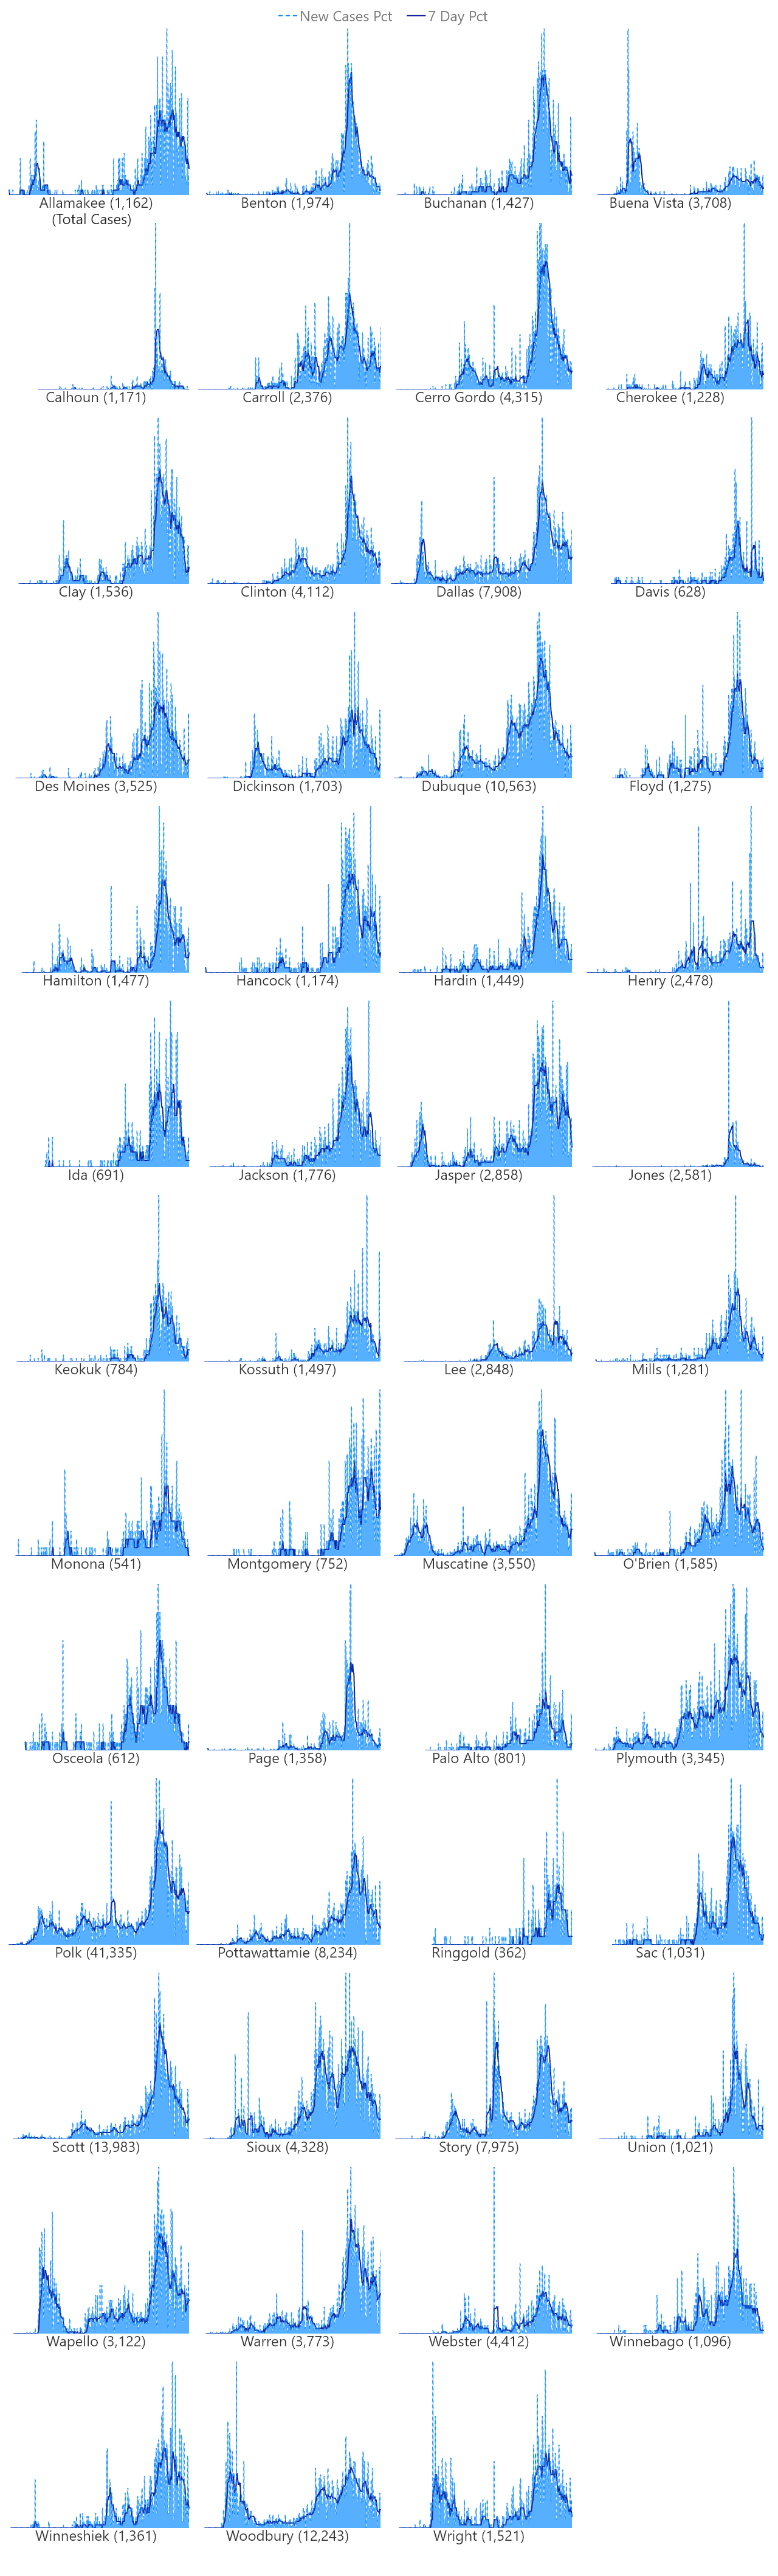 New Cases Pct 7 Day Pct
Allamakee (1,162)
(Total Cases)
Benton (1,974)
Buchanan (1,427)
Buena Vista (3,708)
Calhoun (1,171)
Carroll (2,376)
Cerro Gordo (4,315)
Cherokee (1,228)
Clay (1,536)
Clinton (4,112)
Dallas (7,908)
Davis (628)
Des Moines (3,525)
Dickinson (1,703)
Dubuque (10,563)
Floyd (1,275)
Hamilton (1,477)
Hancock (1,174)
Hardin (1,449)
Henry (2,478)
Ida (691)
Jackson (1,776)
Jasper (2,858)
Jones (2,581)
Keokuk (784)
Kossuth (1,497)
Lee (2,848)
Mills (1,281)
Monona (541)
Montgomery (752)
Muscatine (3,550)
O'Brien (1,585)
Osceola (612)
Page (1,358)
Palo Alto (801)
Plymouth (3,345)
Polk (41,335)
Pottawattamie (8,234)
Ringgold (362)
Sac (1,031)
Scott (13,983)
Sioux (4,328)
Story (7,975)
Union (1,021)
Wapello (3,122)
Warren (3,773)
Webster (4,412)
Winnebago (1,096)
Winneshiek (1,361)
Woodbury (12,243)
Wright (1,521)